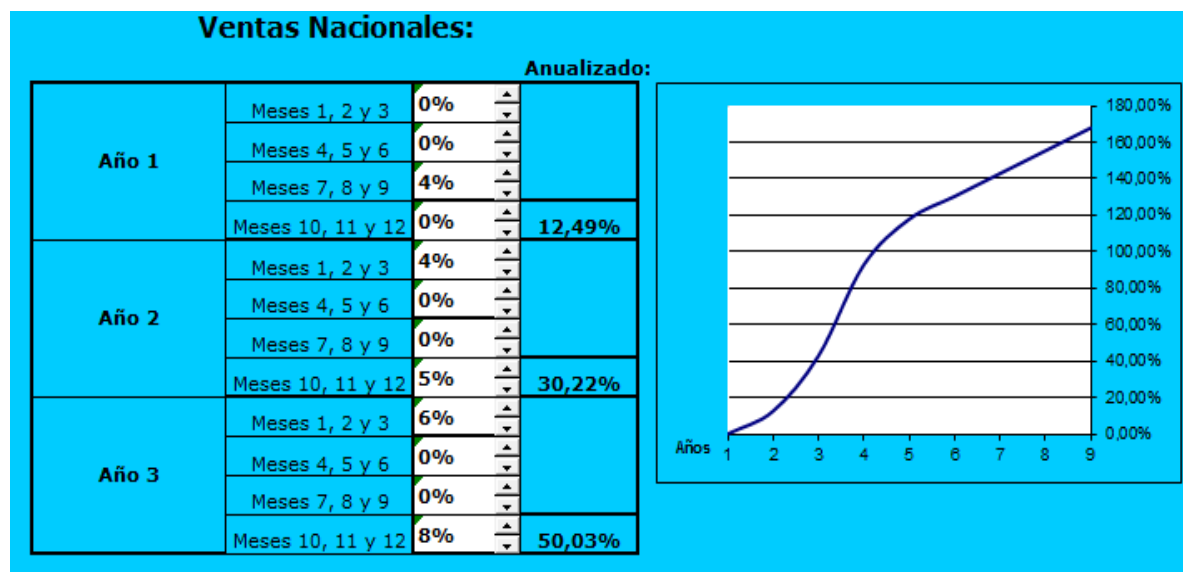 Ventas Nacionales:
Anualizado:
Año 1
Meses 1, 2 y 3 0%
Meses 4, 5 y 6 0%
Meses 7, 8 y 9 4%
Meses 10, 11 y 12 0% 12,49%
Año 2
Meses 1, 2 y 3 4%
Meses 4, 5 y 6 0%
Meses 7, 8 y 9 0%
Meses 10, 11 y 12 5% 30,22%
Año 3
Meses 1, 2 y 3 6%
Meses 4, 5 y 6 0%
Meses 7, 8 y 9 0%
Meses 10, 11 y 12 8% 50,03%
180,00%
160,00%
140,00%
120,00%
100,00%
80,00%
60,00%
40,00%
20,00%
0,00%
Años 1 2 3 4 5 6 7 8 9